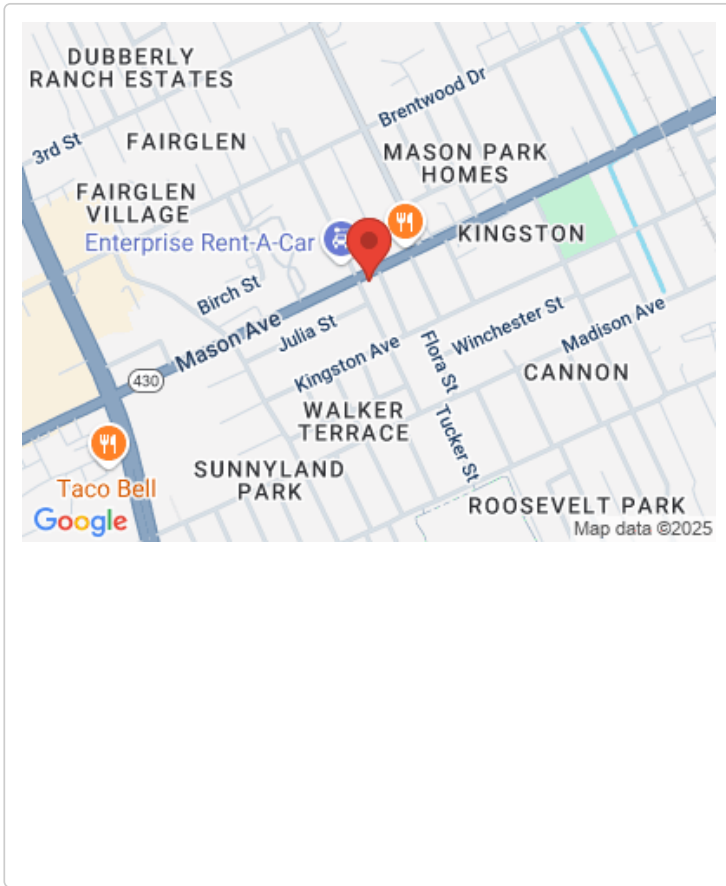 DUBBERLY
RANCH ESTATES
Brentwood Dr
3rd St
FAIRGLEN
MASON PARK
HOMES
FAIRGLEN
VILLAGE
Enterprise Rent-A-Car
KINGSTON
Birch St
Mason Ave
Julia St
Winchester St
Madison Ave
Kingston Ave
Flora St
430
CANNON
WALKER
TERRACE
Tucker St
SUNNYLAND
PARK
Taco Bell
ROOSEVELT PARK
Google
Map data ©2025